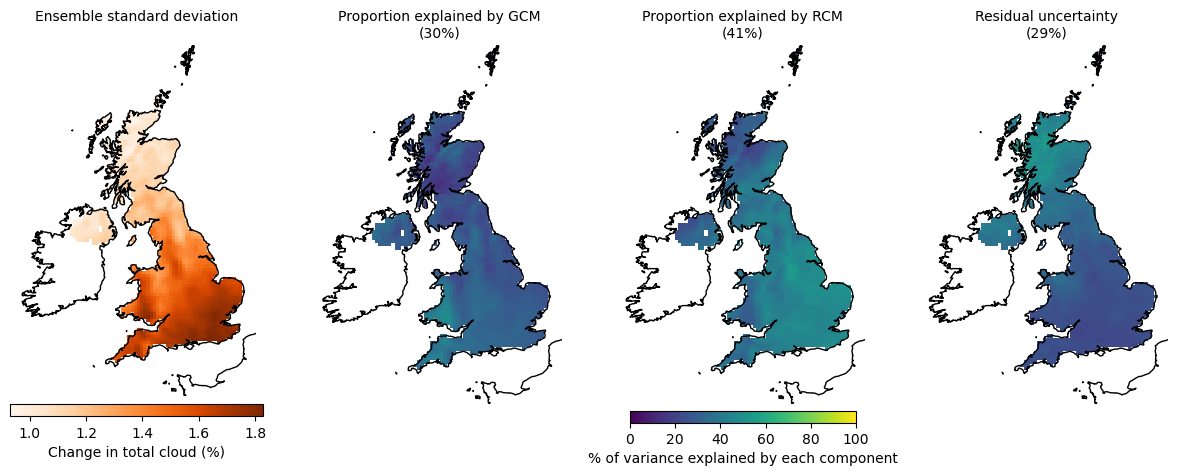 Ensemble standard deviation
Proportion explained by GCM
(30%)
Proportion explained by RCM
(41%)
Residual uncertainty
(29%)
1.0 1.2 1.4 1.6 1.8
Change in total cloud (%)
0 20 40 60 80 100
% of variance explained by each component